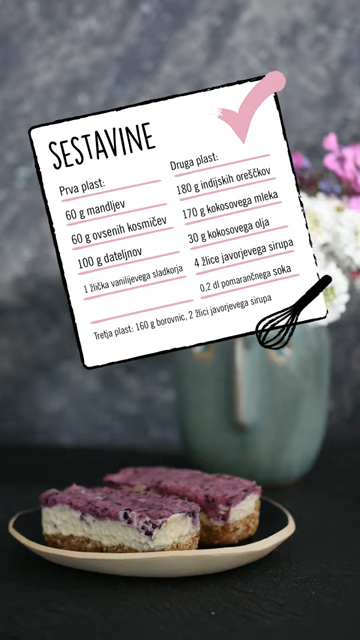 SESTAVINE
Prva plast:
60 g mandljev
60 g ovsenih kosmičev
100 g dateljnov
1 žlička vanilijevega sladkorja
Druga plast:
180 g indijskih oreščkov
170 g kokosovega mleka
30 g kokosovega olja
4 žlice javorjevega sirupa
0.2 dl pomarančnega soka
Tretja plast: 160 g borovnic, 2 žlici javorjevega sirupa